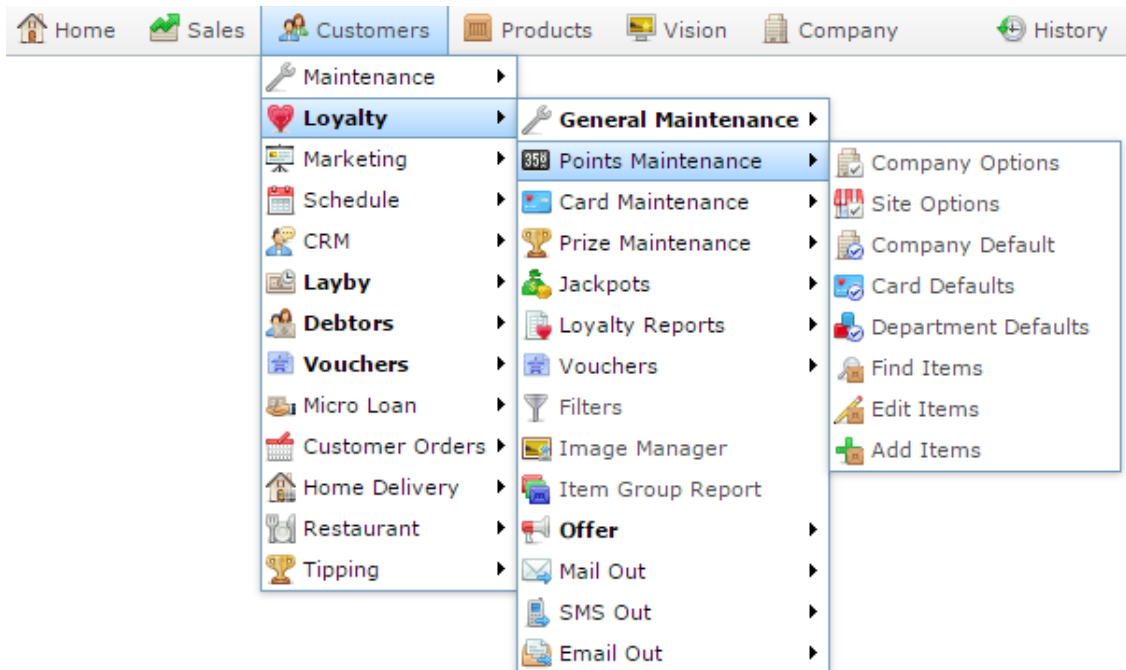 Home Sales Customers Products Vision Company History
Maintenance
Loyalty
Marketing
Schedule
CRM
Layby
Debtors
Vouchers
Micro Loan
Customer Orders
Home Delivery
Restaurant
Tipping
General Maintenance
Points Maintenance
Card Maintenance
Prize Maintenance
Jackpots
Loyalty Reports
Vouchers
Filters
Image Manager
Item Group Report
Offer
Mail Out
SMS Out
Email Out
Company Options
Site Options
Company Default
Card Defaults
Department Defaults
Find Items
Edit Items
Add Items